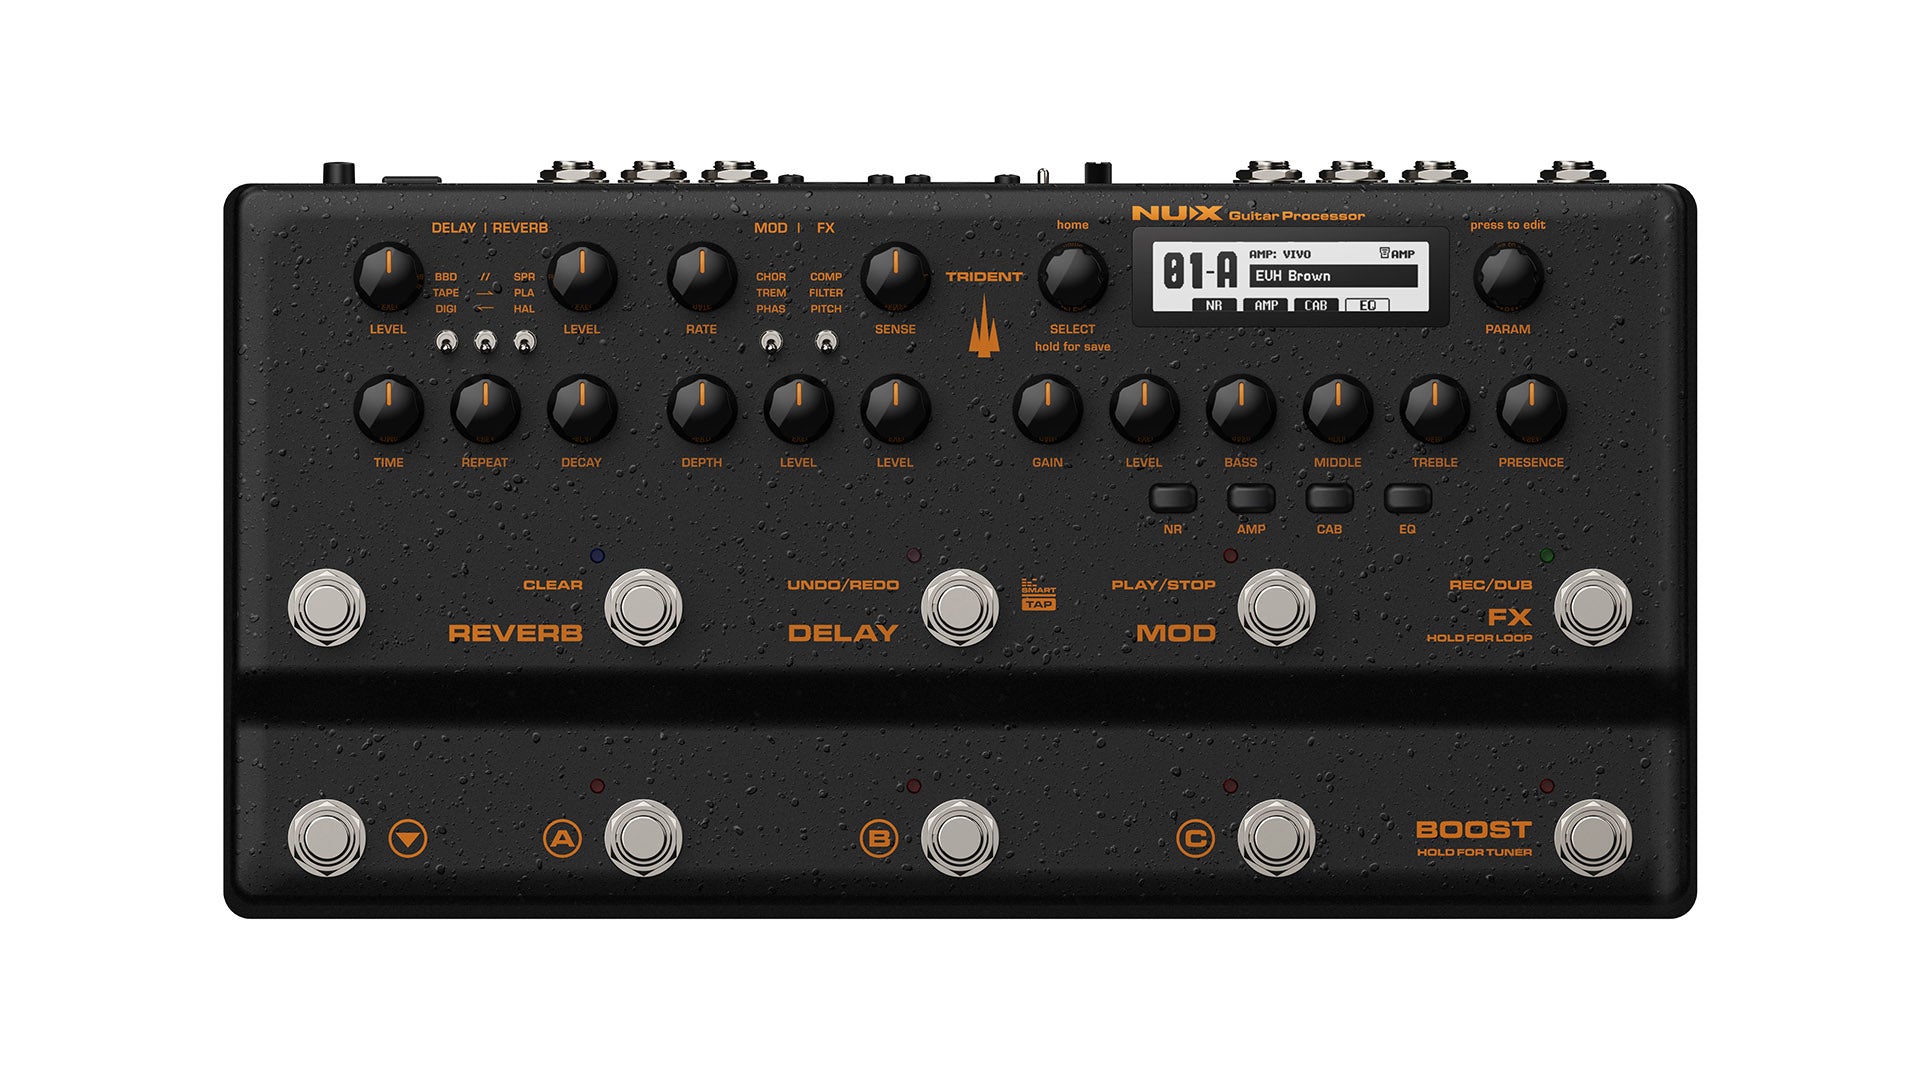 NUX Guitar Processor
DELAY | REVERB
MOD | FX
home
press to edit
01-A
AMP: VIVO
AMP
EVH Brown
NR AMP CAB EQ
BBD // SPR
TAPE PLA
DIGI HAL
CHOR COMP
TREM FILTER
PHAS PITCH
TRIDENT
LEVEL LEVEL RATE SENSE SELECT PARAM
hold for save
TIME REPEAT DECAY DEPTH LEVEL LEVEL GAIN LEVEL BASS MIDDLE TREBLE PRESENCE
NR AMP CAB EQ
CLEAR UNDO/REDO PLAY/STOP REC/DUB
SMART
TAP
REVERB DELAY MOD FX
HOLD FOR LOOP
A B C BOOST
HOLD FOR TUNER